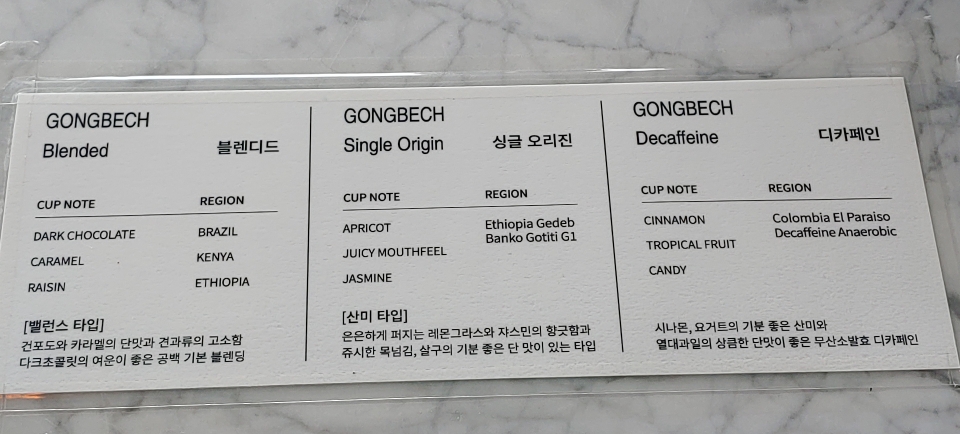 GONGBECH
Blended 블렌디드
CUP NOTE REGION
DARK CHOCOLATE BRAZIL
CARAMEL KENYA
RAISIN ETHIOPIA
[밸런스 타입]
건포도와 카라멜의 단맛과 견과류의 고소함
다크초콜릿의 여운이 좋은 공백 기본 블렌딩
GONGBECH
Single Origin 싱글 오리진
CUP NOTE REGION
APRICOT Ethiopia Gedeb
Banko Gotiti G1
JUICY MOUTHFEEL
JASMINE
[산미 타입]
은은하게 퍼지는 레몬그라스와 쟈스민의 향긋함과
쥬시한 목넘김, 살구의 기분 좋은 단 맛이 있는 타입
GONGBECH
Decaffeine 디카페인
CUP NOTE REGION
CINNAMON Colombia El Paraiso
Decaffeine Anaerobic
TROPICAL FRUIT
CANDY
시나몬, 요거트의 기분 좋은 산미와
열대과일의 상큼한 단맛이 좋은 무산소발효 디카페인